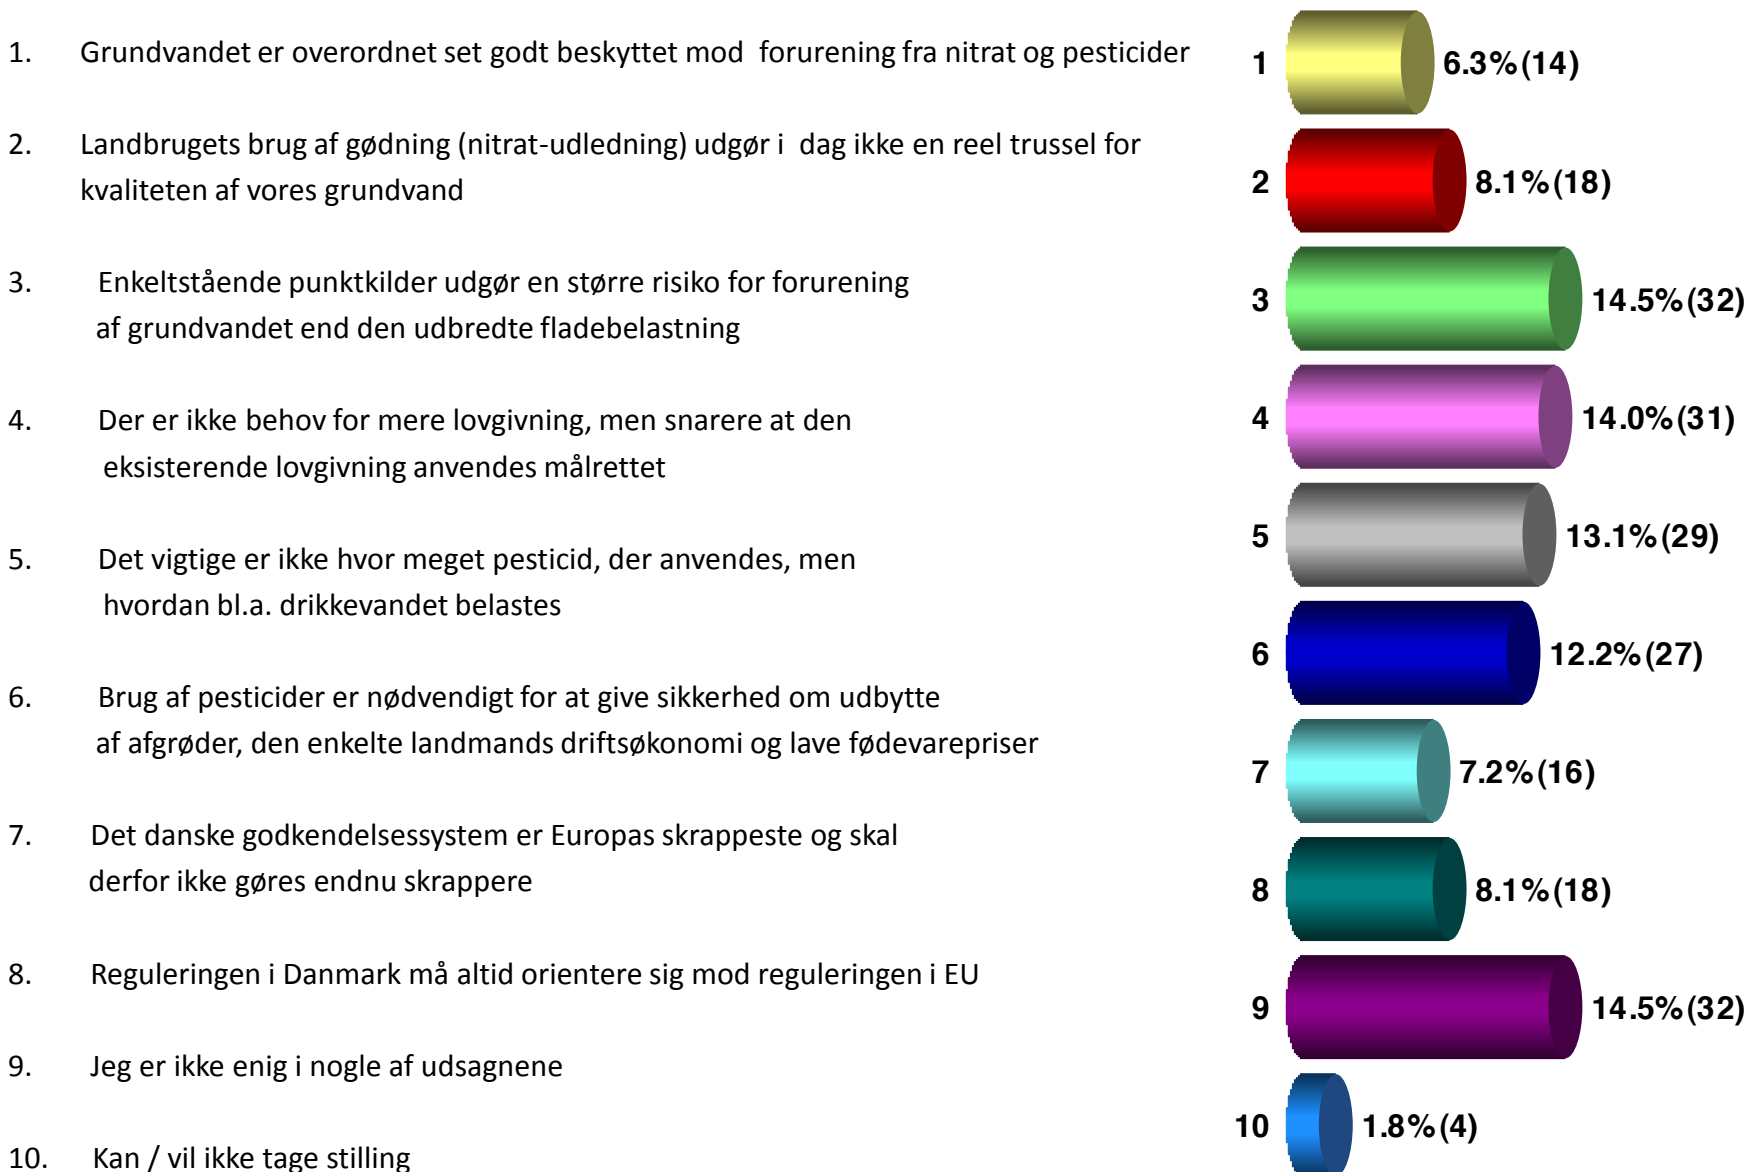 1. Grundvandet er overordnet set godt beskyttet mod forurening fra nitrat og pesticider
2. Landbrugets brug af gødning (nitrat-udledning) udgør i dag ikke en reel trussel for
kvaliteten af vores grundvand
3. Enkeltstående punktkilder udgør en større risiko for forurening
af grundvandet end den udbredte fladebelastning
4. Der er ikke behov for mere lovgivning, men snarere at den
eksisterende lovgivning anvendes målrettet
5. Det vigtige er ikke hvor meget pesticid, der anvendes, men
hvordan bl.a. drikkevandet belastes
6. Brug af pesticider er nødvendigt for at give sikkerhed om udbytte
af afgrøder, den enkelte landmands driftsøkonomi og lave fødevarepriser
7. Det danske godkendelsessystem er Europas skrappeste og skal
derfor ikke gøres endnu skrappere
8. Reguleringen i Danmark må altid orientere sig mod reguleringen i EU
9. Jeg er ikke enig i nogle af udsagnene
10. Kan / vil ikke tage stilling
1 6.3% (14)
2 8.1% (18)
3 14.5% (32)
4 14.0% (31)
5 13.1% (29)
6 12.2% (27)
7 7.2% (16)
8 8.1% (18)
9 14.5% (32)
10 1.8% (4)